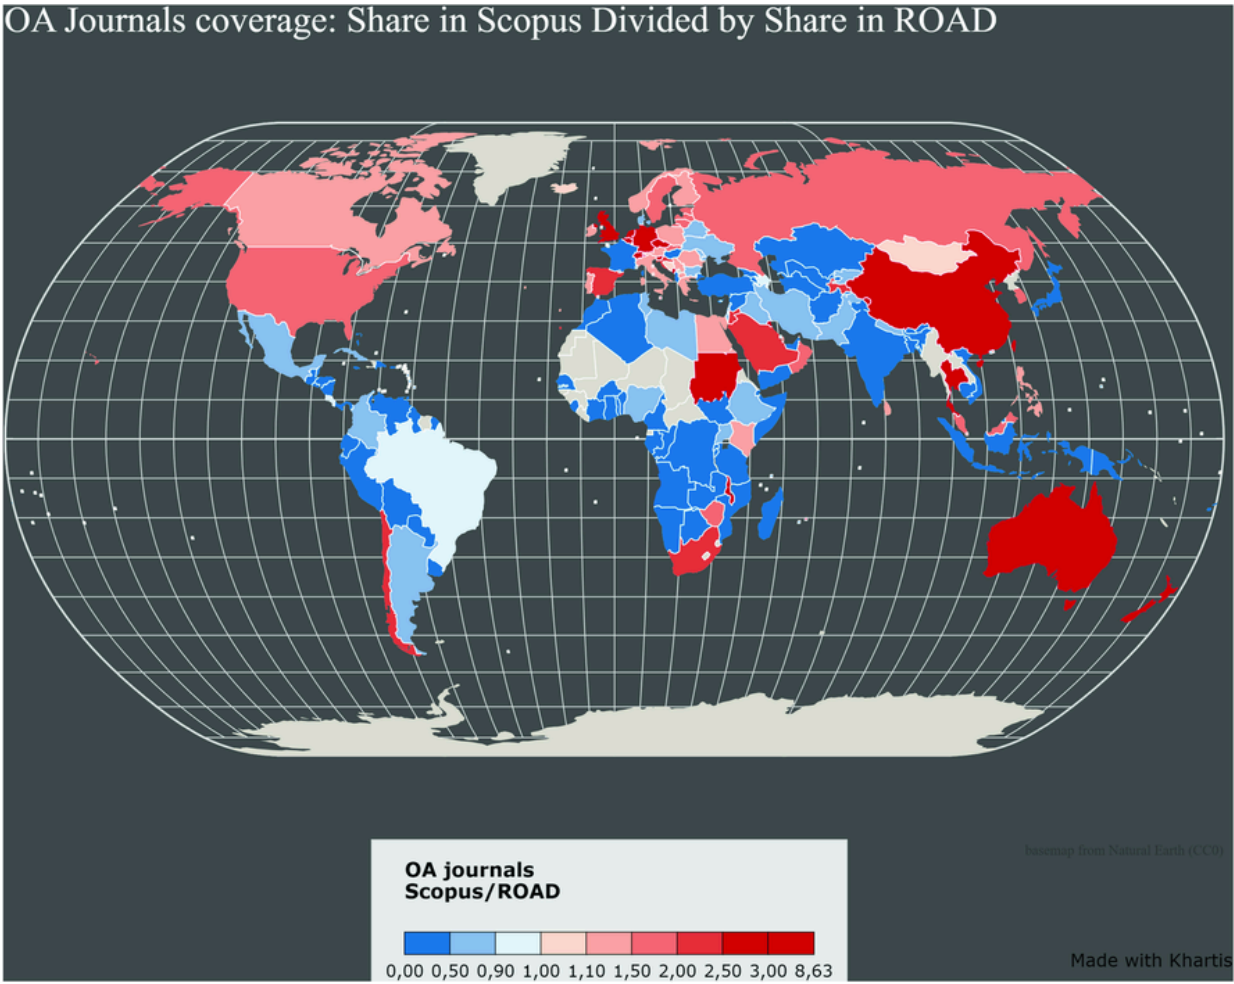 OA Journals coverage: Share in Scopus Divided by Share in ROAD
basemap from Natural Earth (CC0)
OA journals
Scopus/ROAD
0,00 0,50 0,90 1,00 1,10 1,50 2,00 2,50 3,00 8,63
Made with Khartis